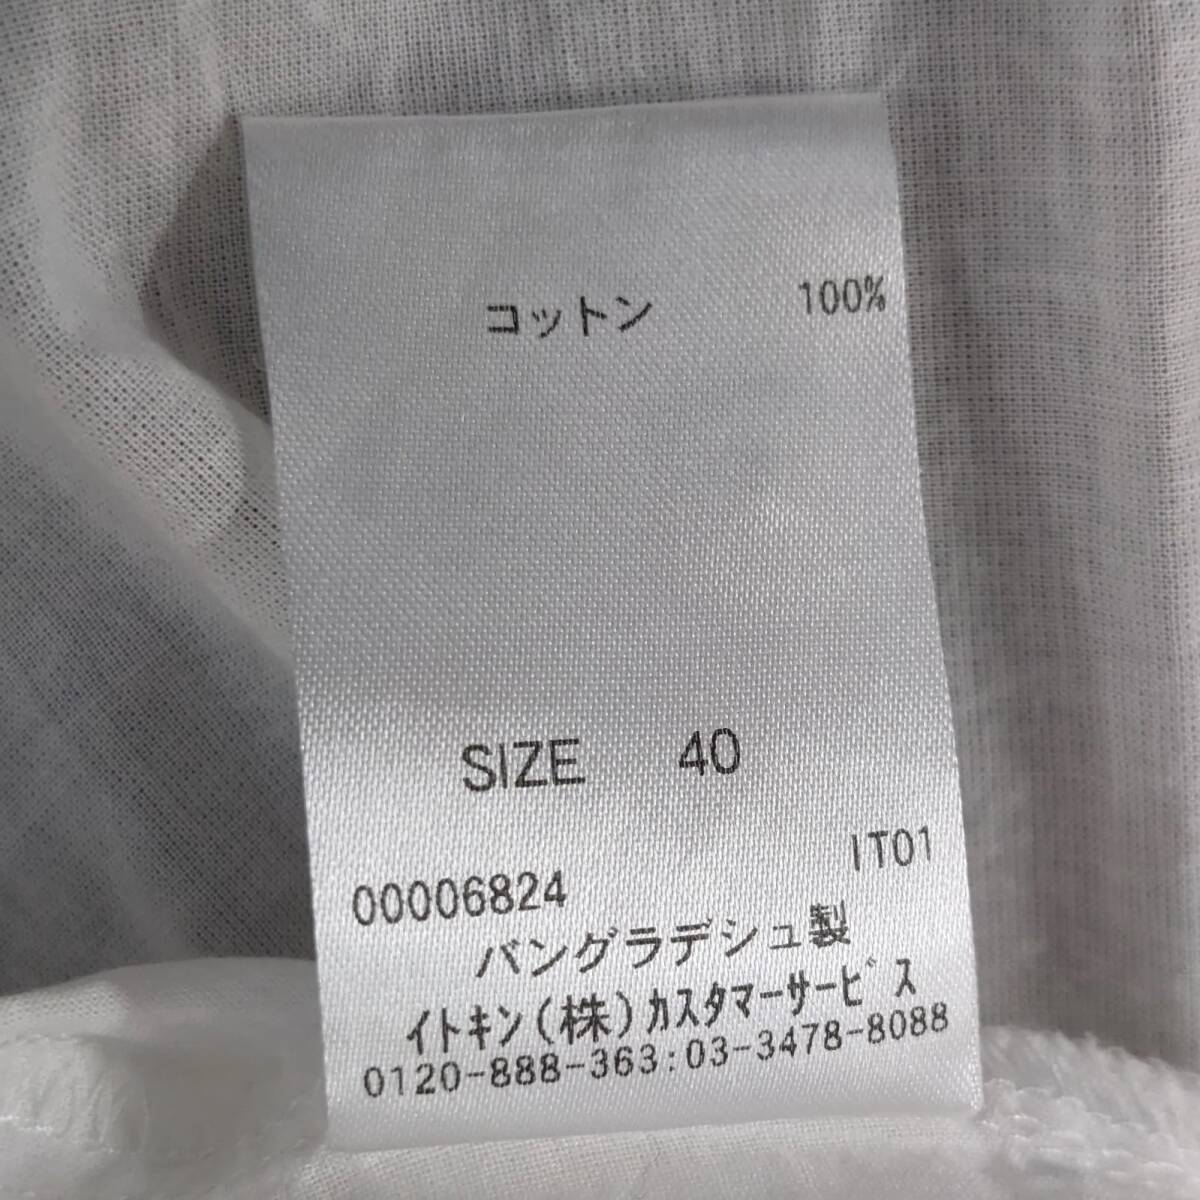 コットン 100%
SIZE 40
IT01
00006824
バングラデシュ製
イトキン(株)カスタマーサービス
0120-888-363:03-3478-8088